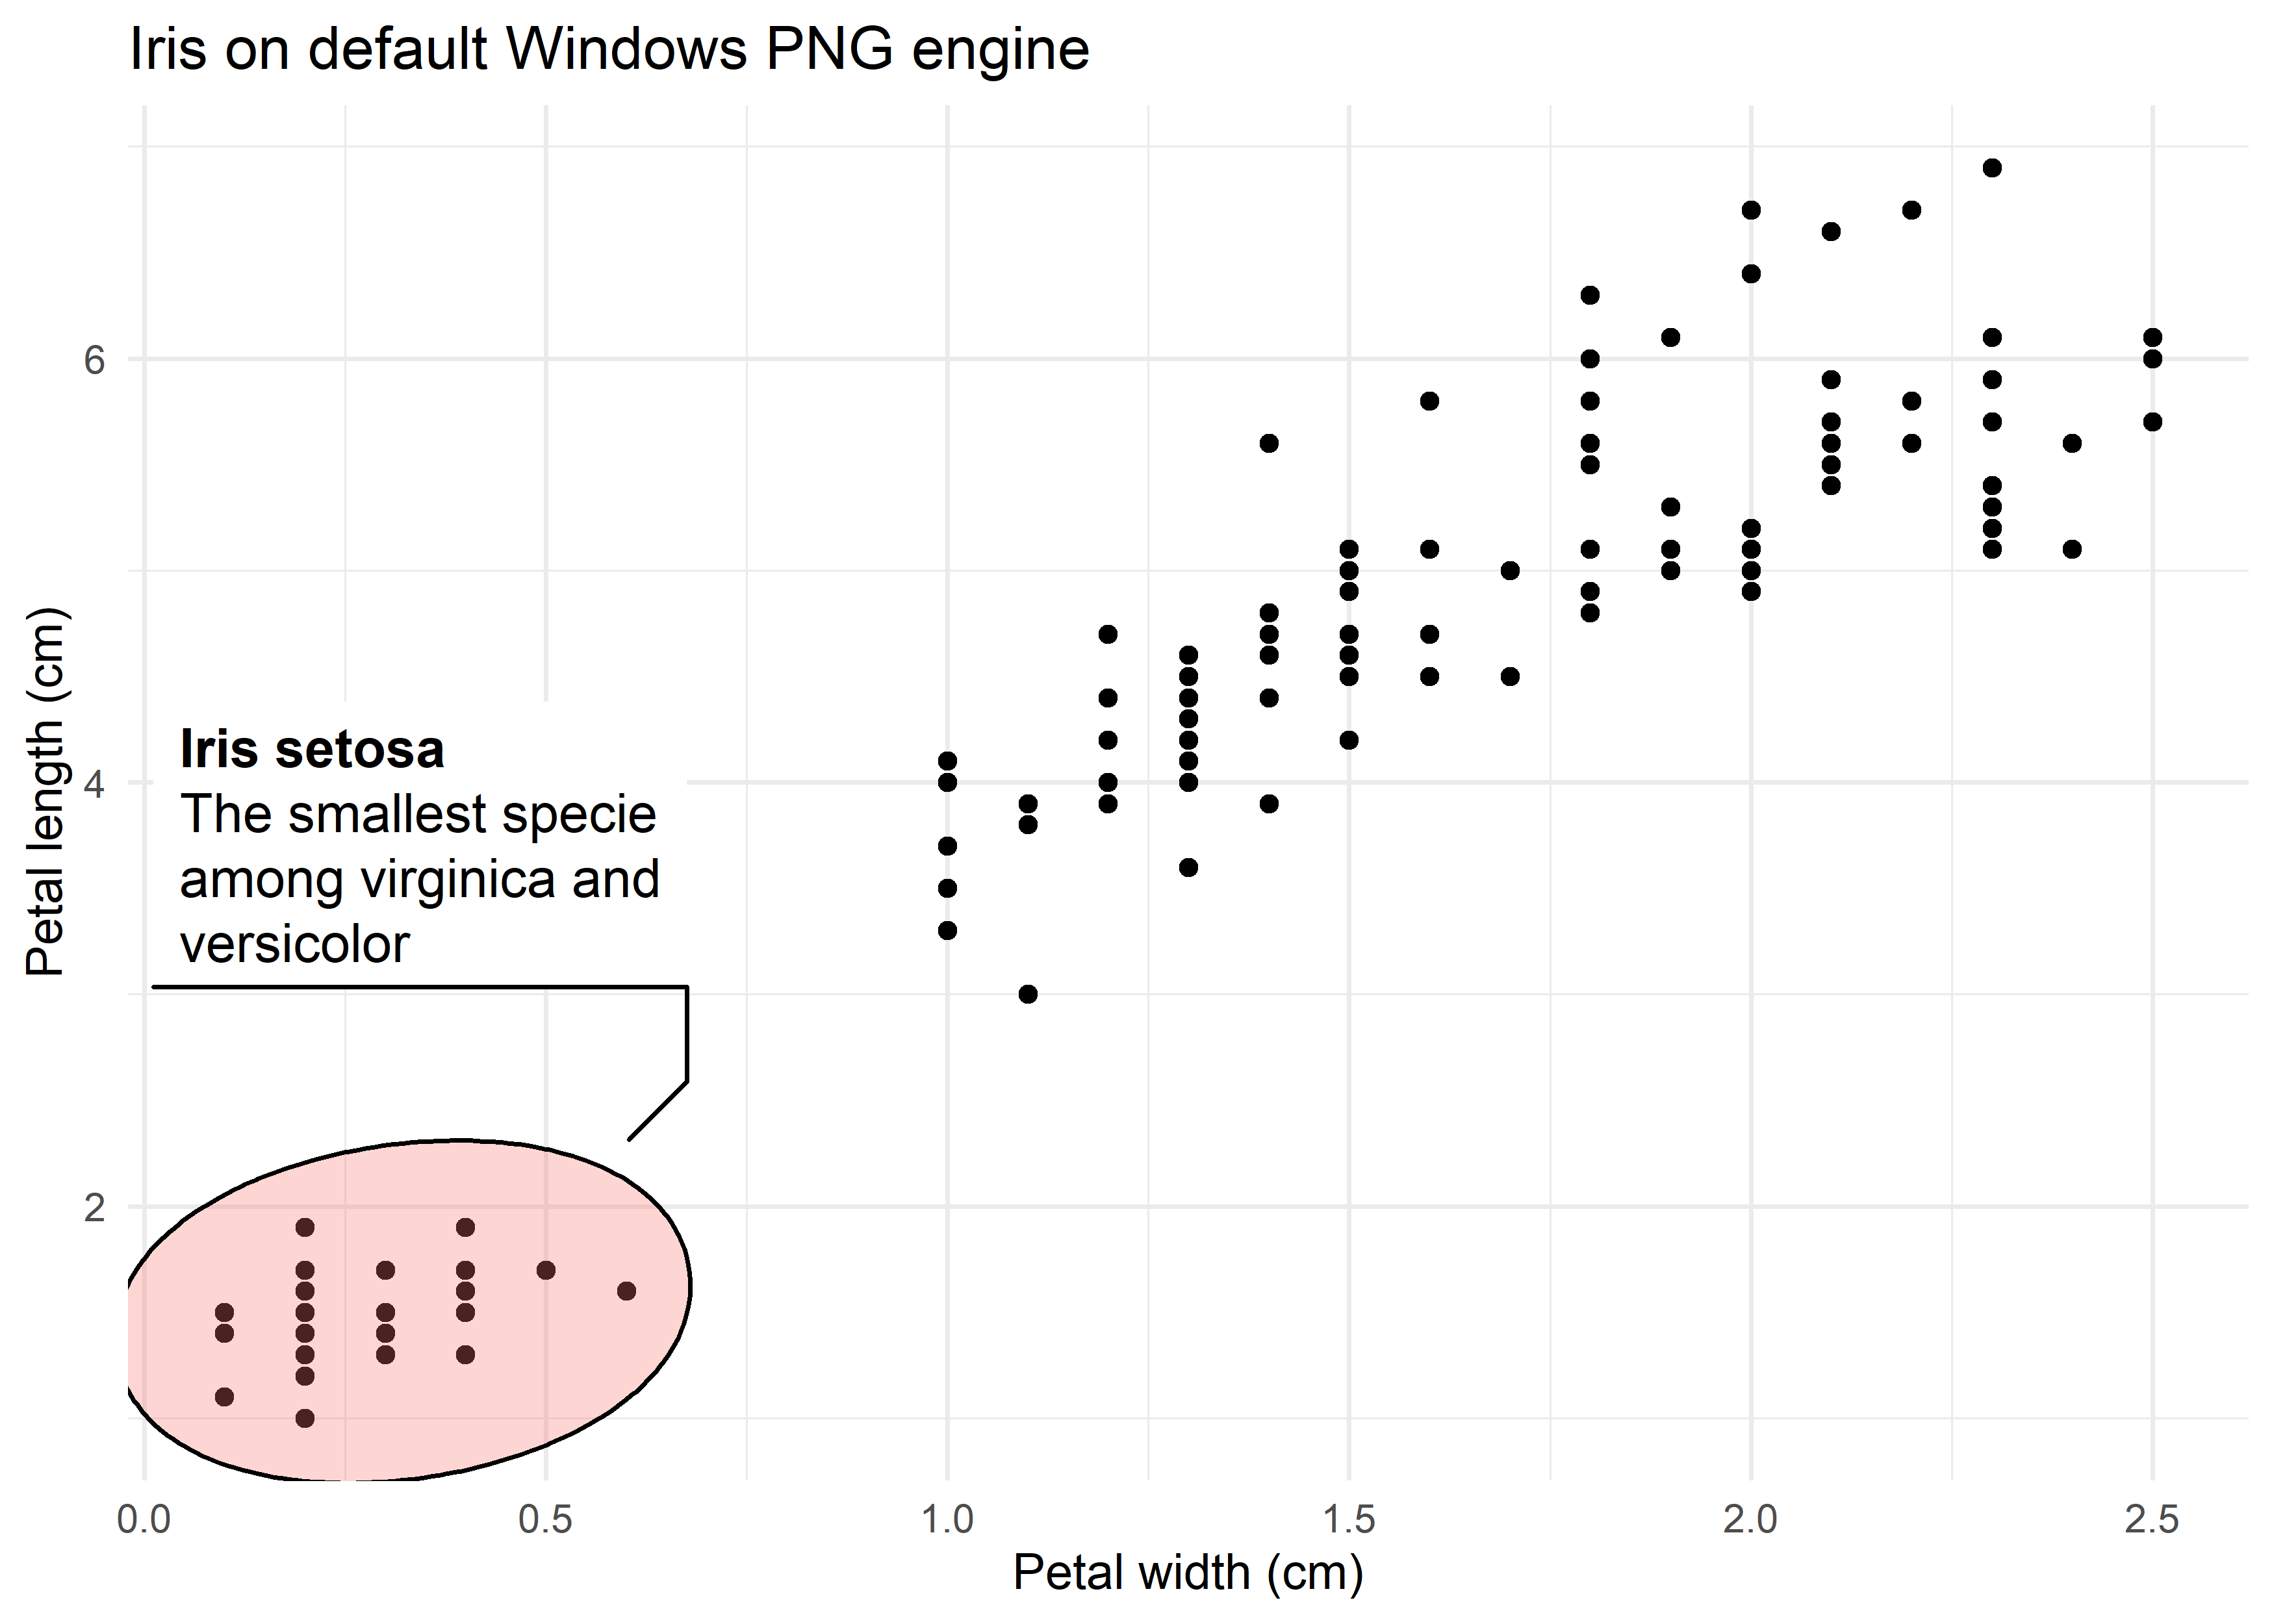 Iris on default Windows PNG engine
Petal length (cm)
6
4
2
Iris setosa
The smallest specie
among virginica and
versicolor
0.0 0.5 1.0 1.5 2.0 2.5
Petal width (cm)